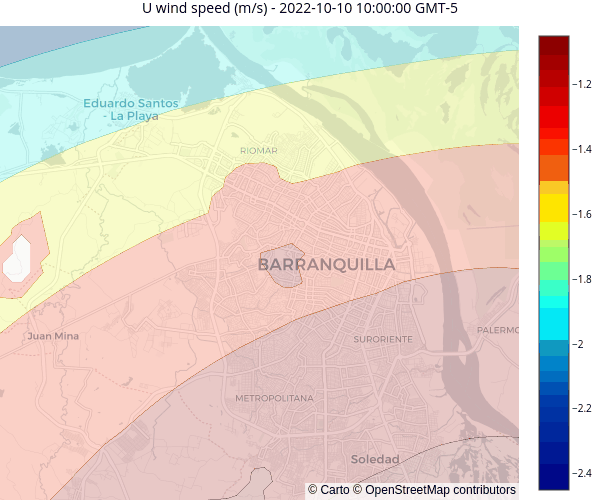 U wind speed (m/s) - 2022-10-10 10:00:00 GMT-5
−1.2
Eduardo Santos
- La Playa
RIOMAR
−1.4
−1.6
BARRANQUILLA
−1.8
Juan Mina
SURORIENTE
PALERMO
−2
METROPOLITANA
−2.2
Soledad
−2.4
© Carto © OpenStreetMap contributors